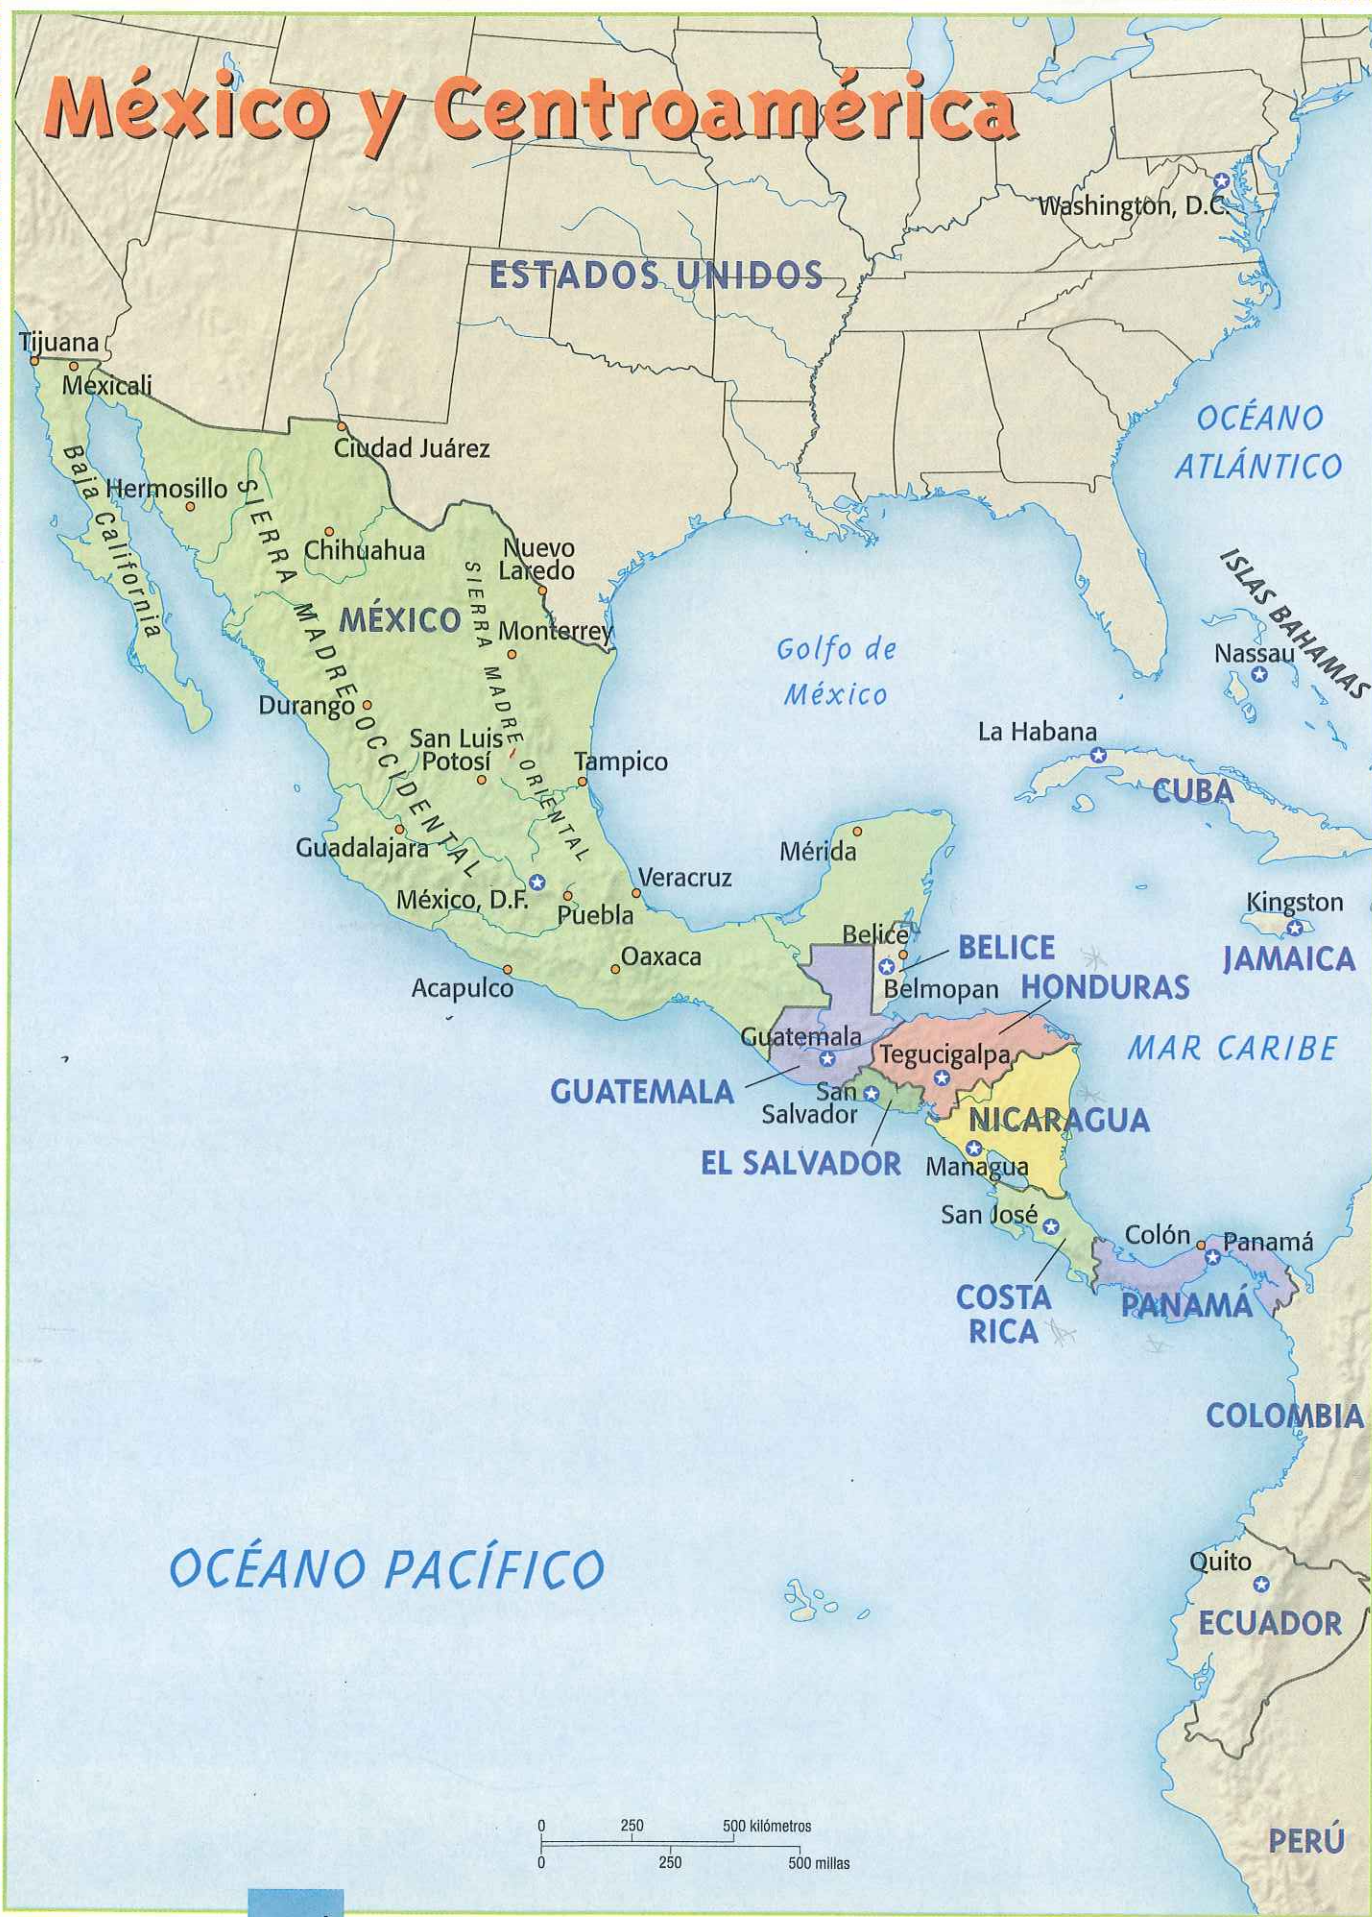 México y Centroamérica
Washington, D.C.
ESTADOS UNIDOS
Tijuana
Mexicali
OCÉANO
ATLÁNTICO
Ciudad Juárez
Baja California
Hermosillo
SIERRA MADRE OCCIDENTAL
Chihuahua
Nuevo
Laredo
SIERRA MADRE ORIENTAL
ISLAS BAHAMAS
MÉXICO
Monterrey
Golfo de
México
Nassau
Durango
San Luis
Potosí
Tampico
La Habana
CUBA
Guadalajara
Mérida
México, D.F.
Veracruz
Puebla
Kingston
JAMAICA
Belice
BELICE
Oaxaca
Acapulco
Belmopan
HONDURAS
Guatemala
Tegucigalpa
MAR CARIBE
GUATEMALA
San
Salvador
NICARAGUA
EL SALVADOR
Managua
San José
Colón
Panamá
COSTA
RICA
PANAMÁ
COLOMBIA
OCÉANO PACÍFICO
Quito
ECUADOR
0 250 500 kilómetros
0 250 500 millas
PERÚ